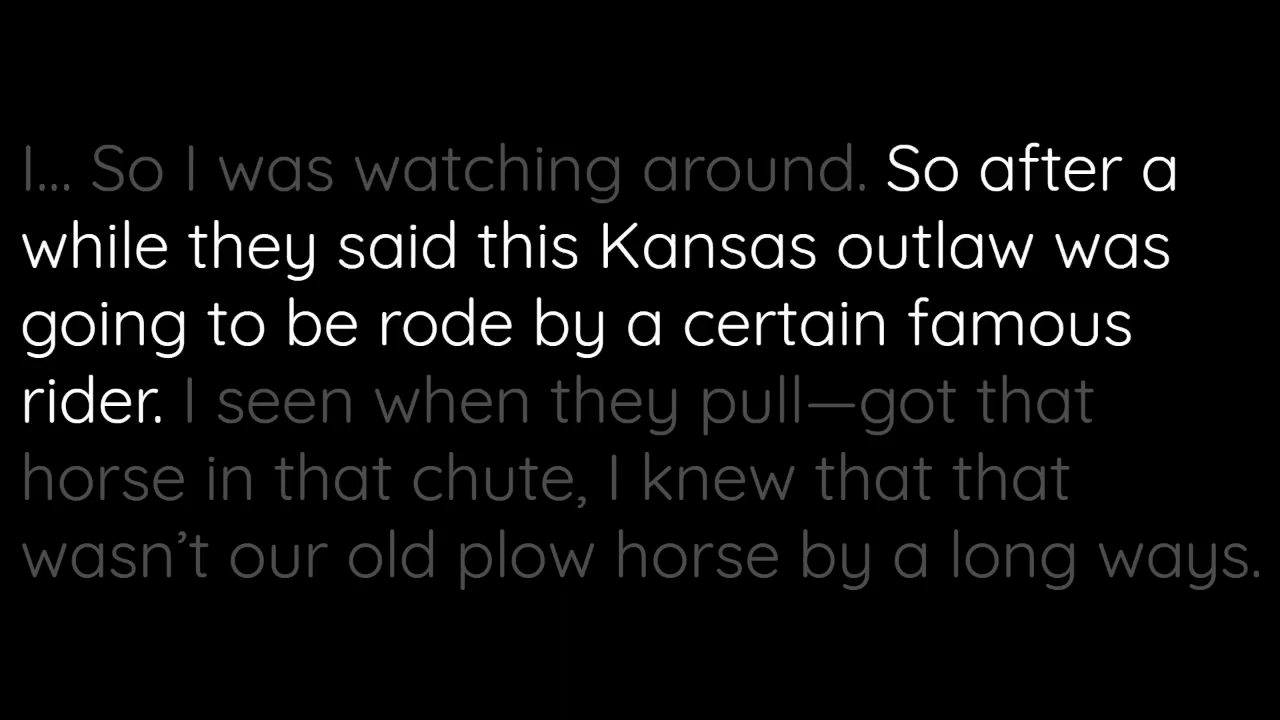 I... So I was watching around. So after a
while they said this Kansas outlaw was
going to be rode by a certain famous
rider. I seen when they pull—got that
horse in that chute, I knew that that
wasn’t our old plow horse by a long ways.